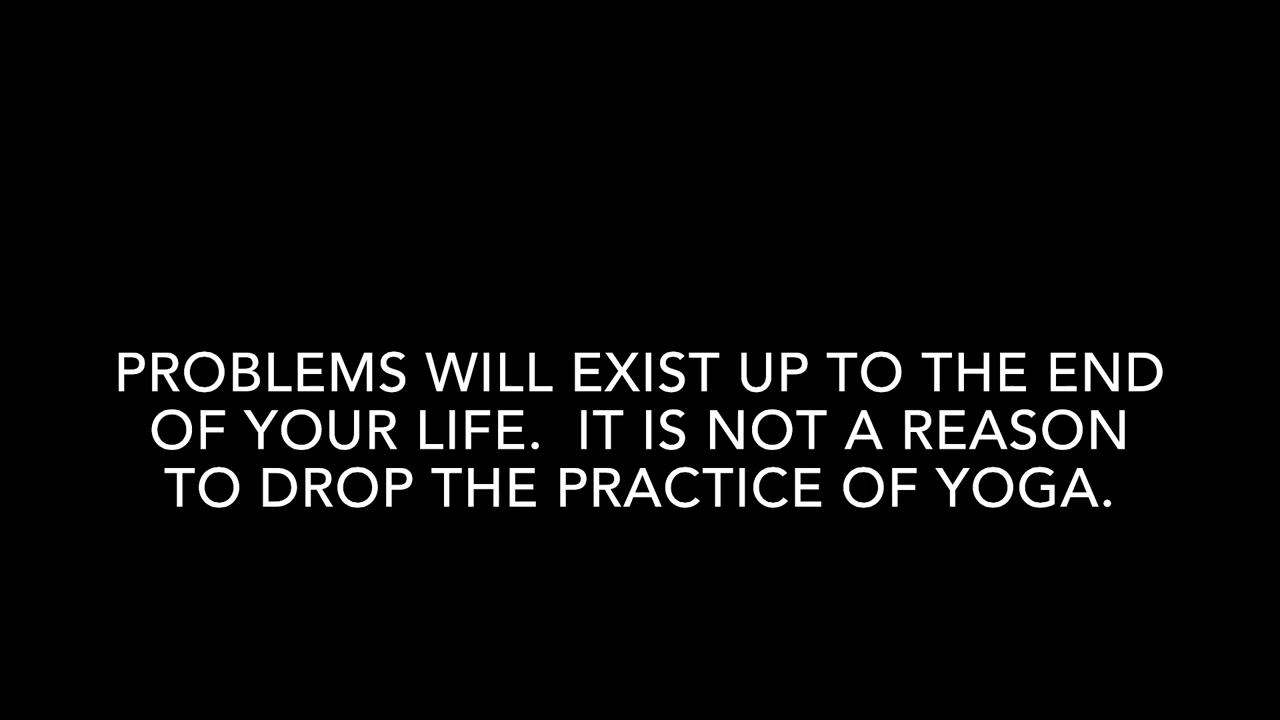 PROBLEMS WILL EXIST UP TO THE END
OF YOUR LIFE.  IT IS NOT A REASON
TO DROP THE PRACTICE OF YOGA.